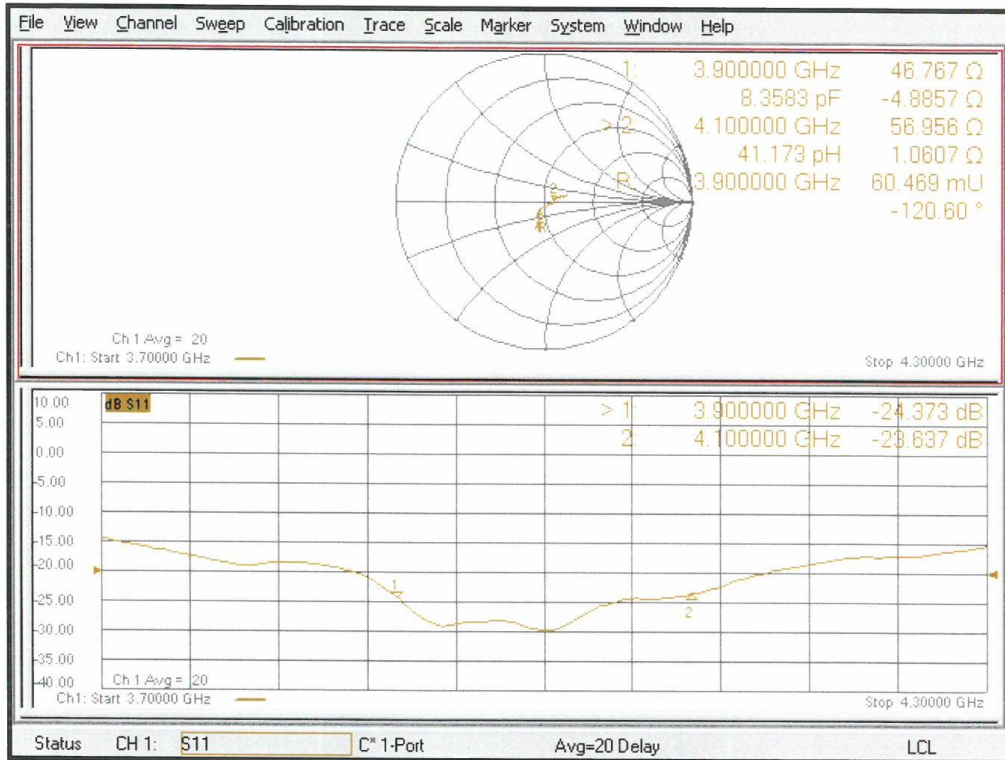 File View Channel Sweep Calibration Trace Scale Marker System Window Help
1: 3.900000 GHz 46.767 Ω
8.3583 pF -4.8857 Ω
> 2: 4.100000 GHz 56.956 Ω
41.173 pH 1.0607 Ω
R: 3.900000 GHz 60.469 mU
-120.60 °
2
1
R
Ch 1 Avg = 20
Ch1: Start 3.70000 GHz
Stop 4.30000 GHz
dB S11
> 1: 3.900000 GHz -24.373 dB
2: 4.100000 GHz -23.637 dB
10.00
5.00
0.00
-5.00
-10.00
-15.00
-20.00
-25.00
-30.00
-35.00
-40.00
1
2
Ch 1 Avg = 20
Ch1: Start 3.70000 GHz
Stop 4.30000 GHz
Status CH 1: S11 C* 1-Port Avg=20 Delay LCL